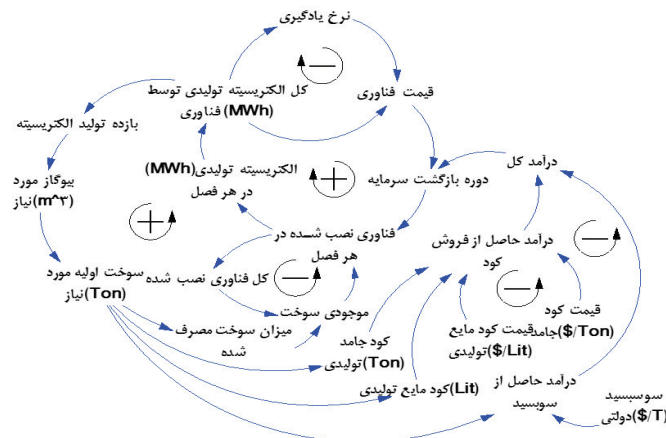 نرخ یادگیری
کل الکتریسیته تولیدی توسط
فناوری (MWh)
قیمت فناوری
بازده تولید الکتریسیته
درآمد کل
الکتریسیته تولیدی (MWh)
در هر فصل
دوره بازگشت سرمایه
بیوگاز مورد
نیاز (m^۳)
فناوری نصب شده در
هر فصل
درآمد حاصل از فروش
کود
سوخت اولیه مورد
نیاز (Ton)
کل فناوری نصب شده
موجودی سوخت
میزان سوخت مصرف
شده
کود جامد
تولیدی (Ton)
قیمت کود مایع
تولیدی ($/Lit)
قیمت کود
جامد ($/Ton)
کود مایع تولیدی (Lit)
درآمد حاصل از
سوبسید
سوسبسید
دولتی ($/T)